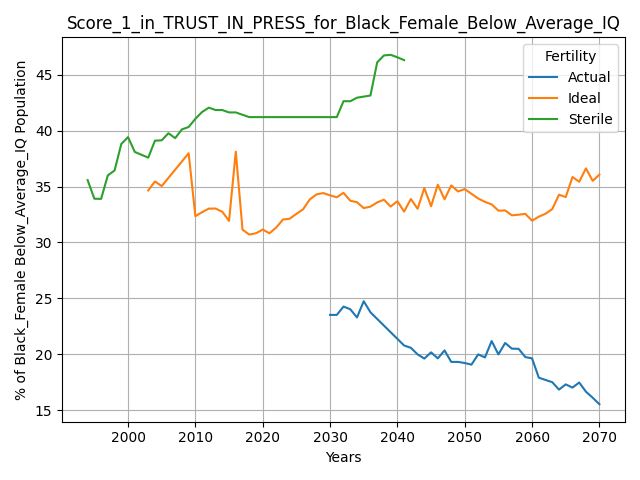 Score_1_in_TRUST_IN_PRESS_for_Black_Female_Below_Average_IQ
% of Black_Female Below_Average_IQ Population
45
40
35
30
25
20
15
Fertility
Actual
Ideal
Sterile
2000 2010 2020 2030 2040 2050 2060 2070
Years